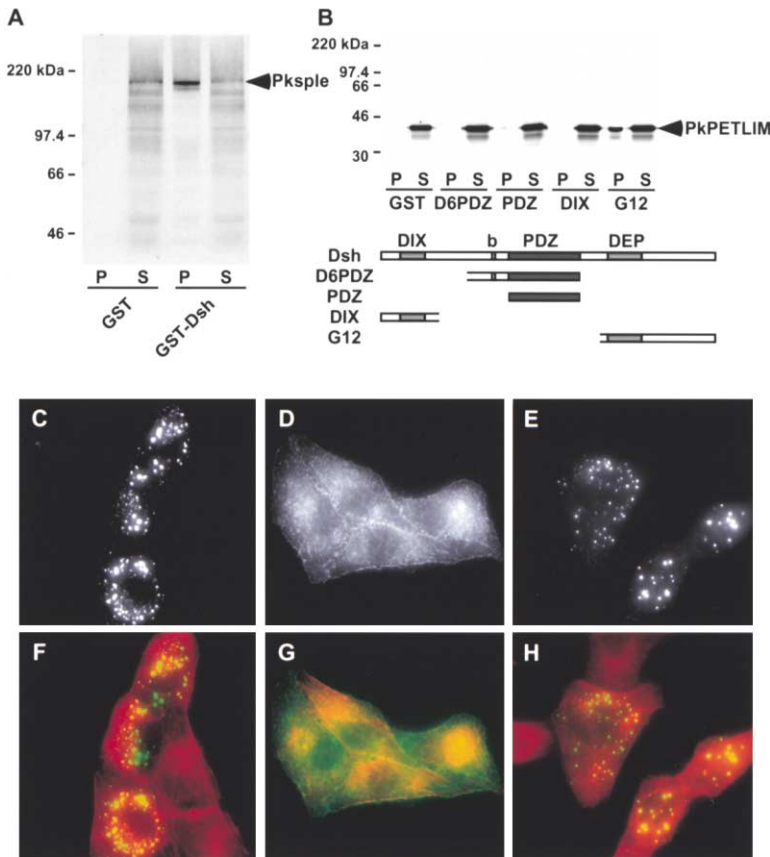 A
220 kDa
97.4
66
46
Pksple
P S P S
GST GST-Dsh
B
220 kDa
97.4
66
46
30
PkPETLIM
P S P S P S P S P S
GST D6PDZ PDZ DIX G12
DIX b PDZ DEP
Dsh
D6PDZ
PDZ
DIX
G12
C D E
F G H